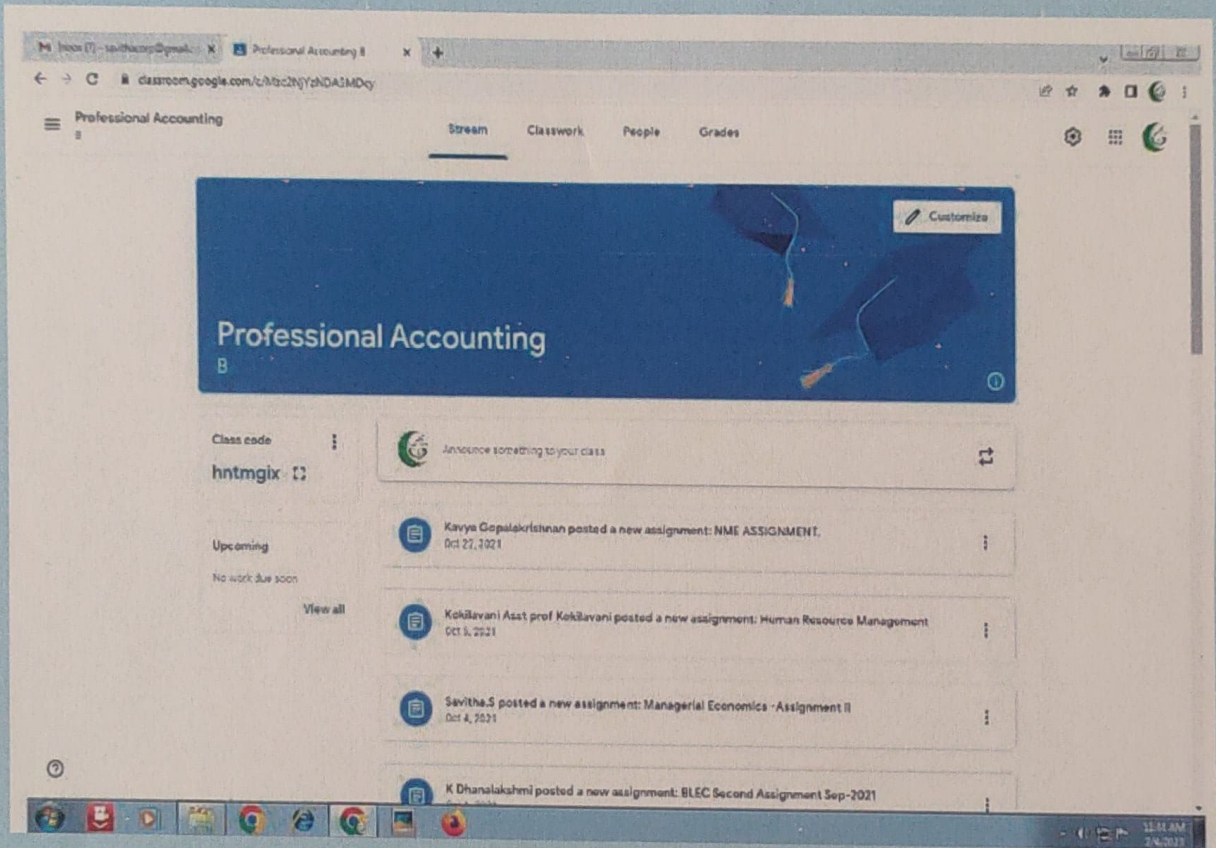 Professional Accounting B
Professional Accounting
B
Stream Classwork People Grades
Customize
Professional Accounting
B
Class code
hntmgix
Announce something to your class
Upcoming
No work due soon
View all
Kavya Gopalakrishnan posted a new assignment: NME ASSIGNMENT.
Oct 27, 2021
Kokilavani Asst prof Kokilavani posted a new assignment: Human Resource Management
Oct 5, 2021
Savitha.S posted a new assignment: Managerial Economics -Assignment II
Oct 4, 2021
K Dhanalakshmi posted a new assignment: BLEC Second Assignment Sep-2021